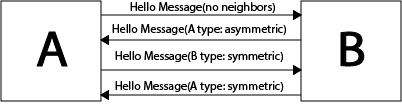 Hello Message(no neighbors)
Hello Message(A type: asymmetric)
A
B
Hello Message(B type: symmetric)
Hello Message(A type: symmetric)